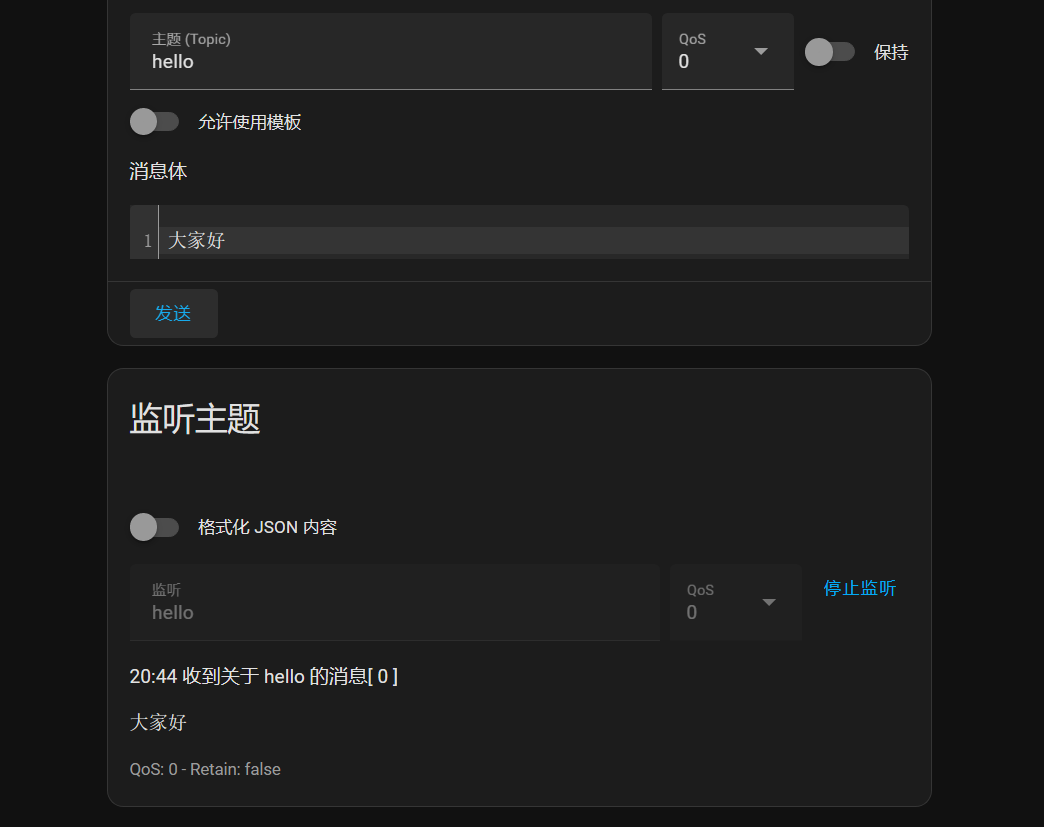 主题 (Topic)
hello
QoS
0
保持
允许使用模板
消息体
1 大家好
发送
监听主题
格式化 JSON 内容
监听
hello
QoS
0
停止监听
20:44 收到关于 hello 的消息[ 0 ]
大家好
QoS: 0 - Retain: false